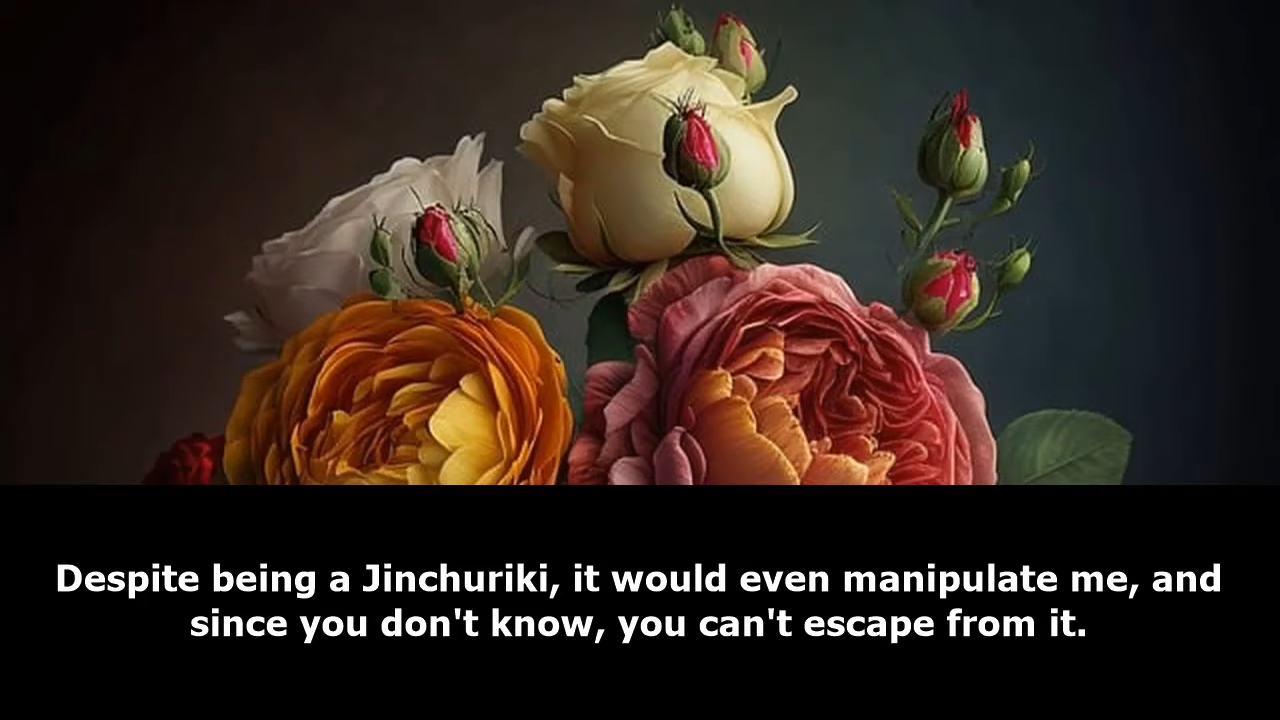 Despite being a Jinchuriki, it would even manipulate me, and
since you don't know, you can't escape from it.